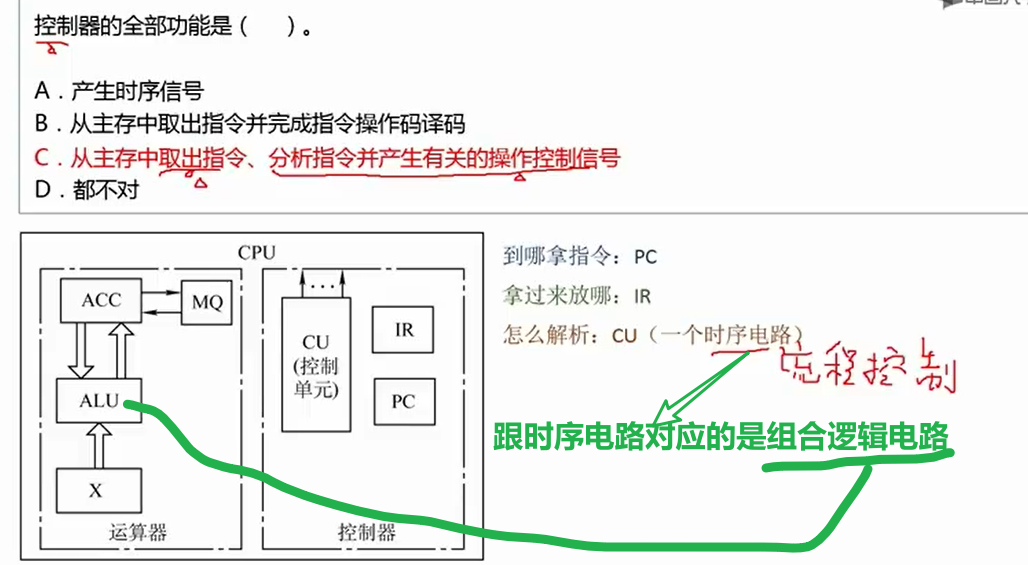 控制器的全部功能是（　　）。
A．产生时序信号
B．从主存中取出指令并完成指令操作码译码
C．从主存中取出指令、分析指令并产生有关的操作控制信号
D．都不对
CPU
ACC
MQ
ALU
X
运算器
CU
(控制
单元)
IR
PC
控制器
到哪拿指令：PC
拿过来放哪：IR
怎么解析：CU（一个时序电路）
流程控制
跟时序电路对应的是组合逻辑电路